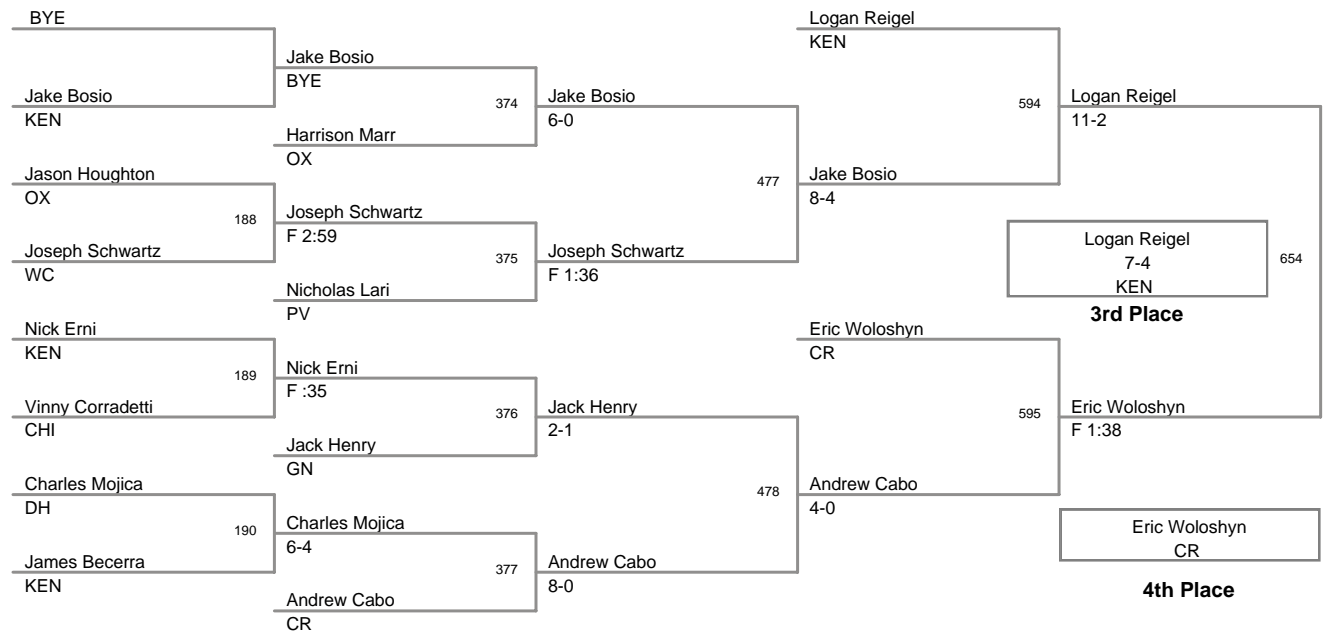 BYE
Jake Bosio
KEN
Jason Houghton
OX
188
Joseph Schwartz
WC
Nick Erni
KEN
189
Vinny Corradetti
CHI
Charles Mojica
DH
190
James Becerra
KEN
Jake Bosio
BYE
374
Harrison Marr
OX
Joseph Schwartz
F 2:59
375
Nicholas Lari
PV
Nick Erni
F :35
376
Jack Henry
GN
Charles Mojica
6-4
377
Andrew Cabo
CR
Jake Bosio
6-0
477
Joseph Schwartz
F 1:36
Jack Henry
2-1
478
Andrew Cabo
8-0
Logan Reigel
KEN
594
Jake Bosio
8-4
Eric Woloshyn
CR
595
Andrew Cabo
4-0
Logan Reigel
11-2
654
Eric Woloshyn
F 1:38
Logan Reigel
7-4
KEN
3rd Place
Eric Woloshyn
CR
4th Place